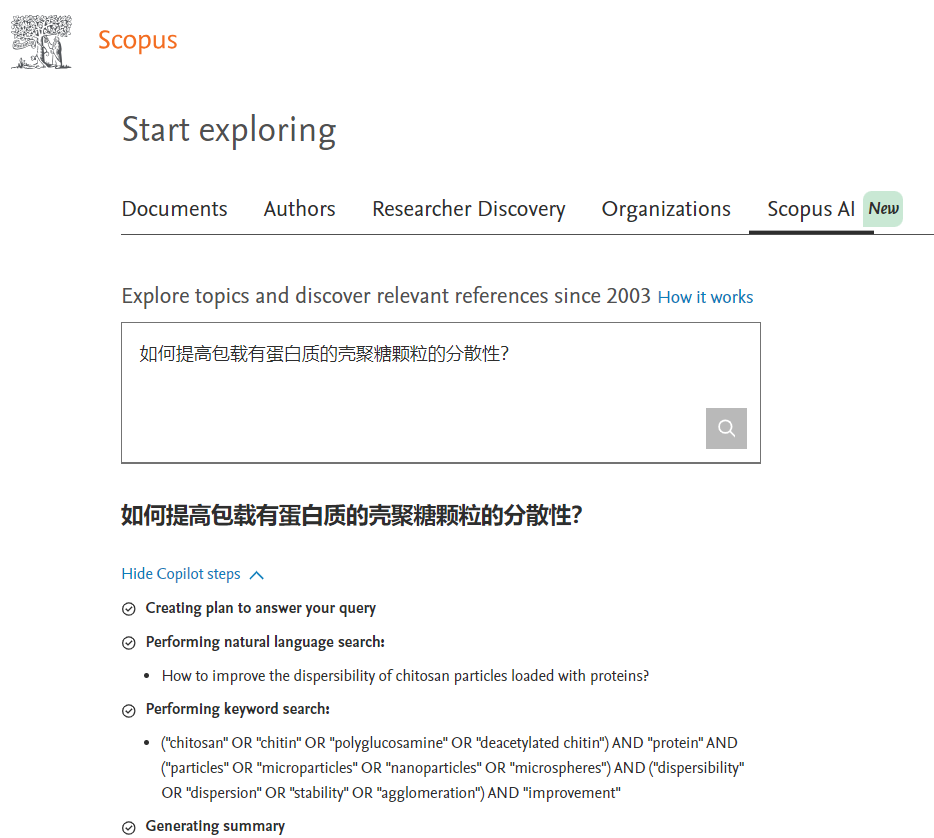 Scopus
Start exploring
Documents Authors Researcher Discovery Organizations Scopus AI New
Explore topics and discover relevant references since 2003 How it works
如何提高包载有蛋白质的壳聚糖颗粒的分散性？
如何提高包载有蛋白质的壳聚糖颗粒的分散性？
Hide Copilot steps
Creating plan to answer your query
Performing natural language search:
• How to improve the dispersibility of chitosan particles loaded with proteins?
Performing keyword search:
• ("chitosan" OR "chitin" OR "polyglucosamine" OR "deacetylated chitin") AND "protein" AND
("particles" OR "microparticles" OR "nanoparticles" OR "microspheres") AND ("dispersibility"
OR "dispersion" OR "stability" OR "agglomeration") AND "improvement"
Generating summary